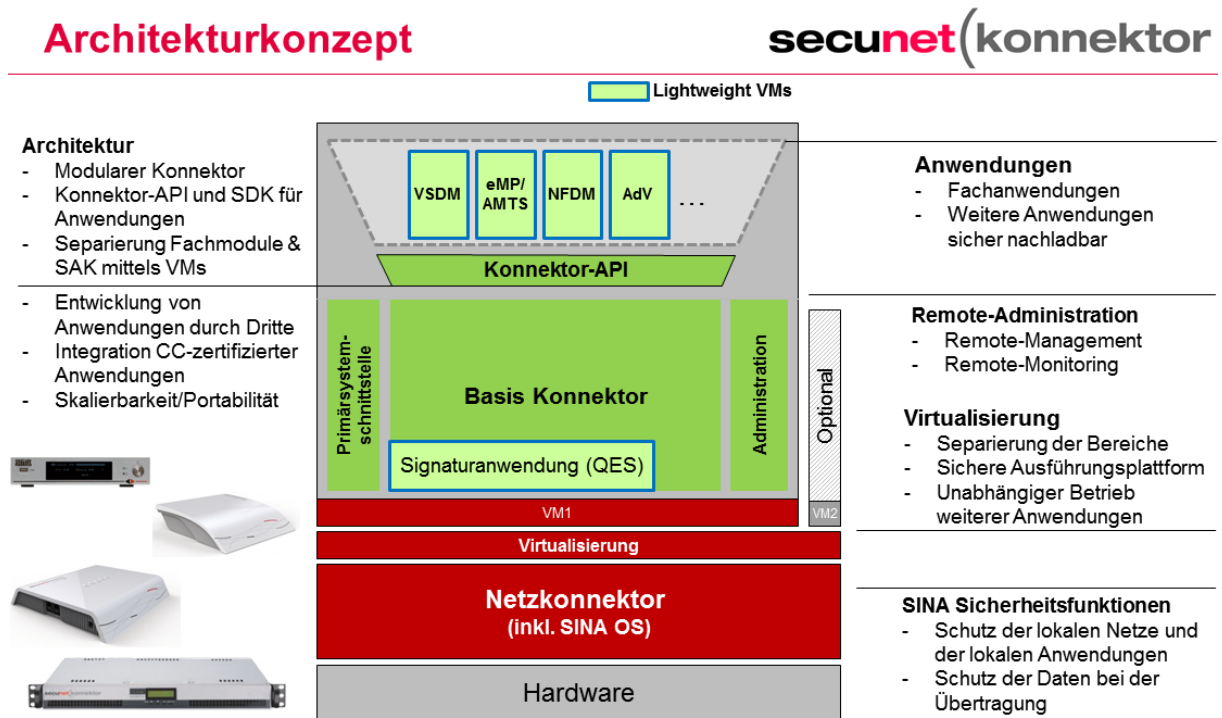 Architekturkonzept
secunet(konnektor
Lightweight VMs
Architektur
- Modularer Konnektor
- Konnektor-API und SDK für
Anwendungen
- Separierung Fachmodule &
SAK mittels VMs
- Entwicklung von
Anwendungen durch Dritte
- Integration CC-zertifizierter
Anwendungen
- Skalierbarkeit/Portabilität
VSDM
eMP/
AMTS
NFDM
AdV
...
Konnektor-API
Primärsystem-
schnittstelle
Basis Konnektor
Signaturanwendung (QES)
Administration
Optional
VM1
VM2
Virtualisierung
Netzkonnektor
(inkl. SINA OS)
Hardware
Anwendungen
- Fachanwendungen
- Weitere Anwendungen
sicher nachladbar
Remote-Administration
- Remote-Management
- Remote-Monitoring
Virtualisierung
- Separierung der Bereiche
- Sichere Ausführungsplattform
- Unabhängiger Betrieb
weiterer Anwendungen
SINA Sicherheitsfunktionen
- Schutz der lokalen Netze und
der lokalen Anwendungen
- Schutz der Daten bei der
Übertragung
secunet(konnektor